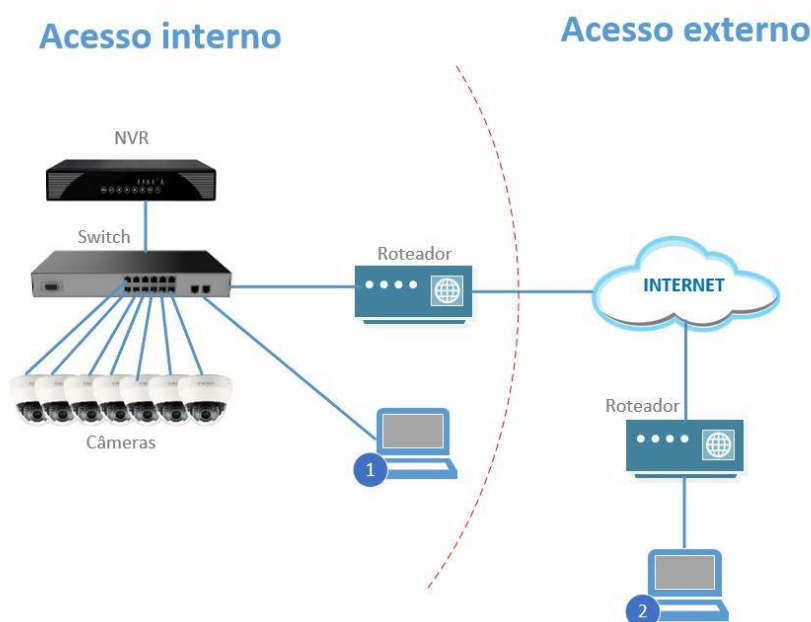 Acesso interno
Acesso externo
NVR
Switch
Roteador
INTERNET
Câmeras
1
Roteador
2